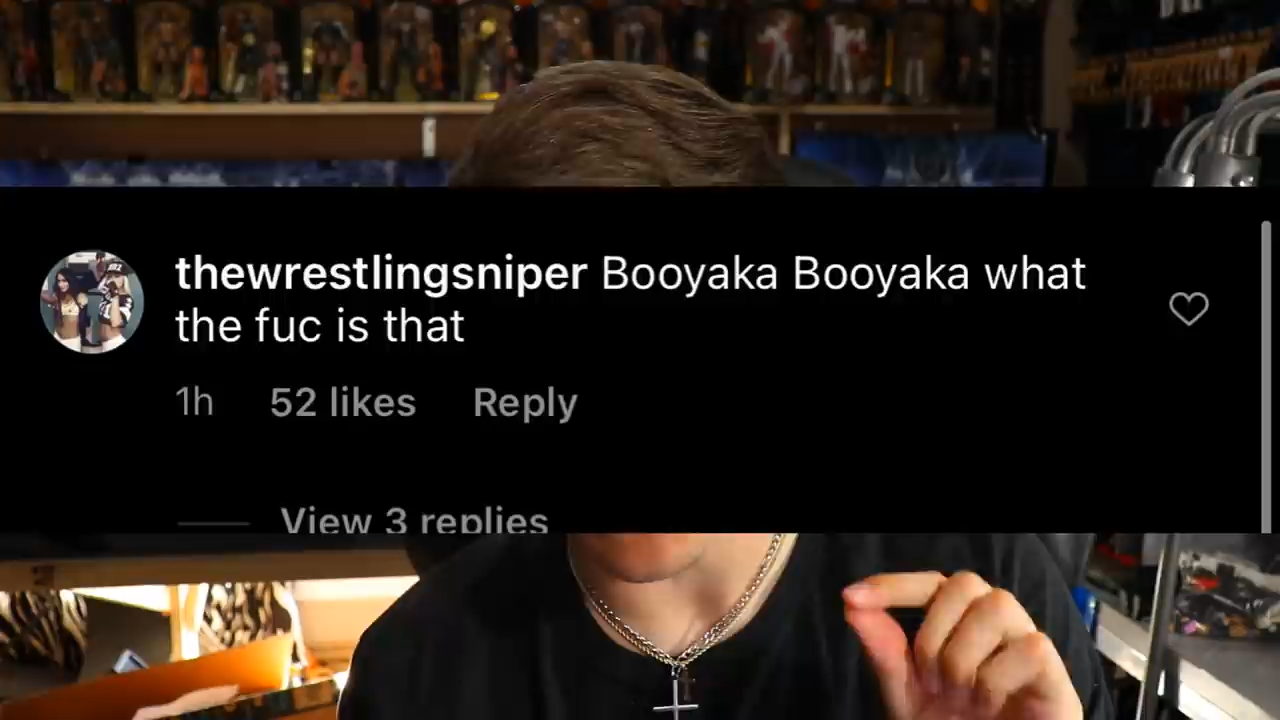 thewrestlingsniper Booyaka Booyaka what
the fuc is that
1h 52 likes Reply
View 3 replies